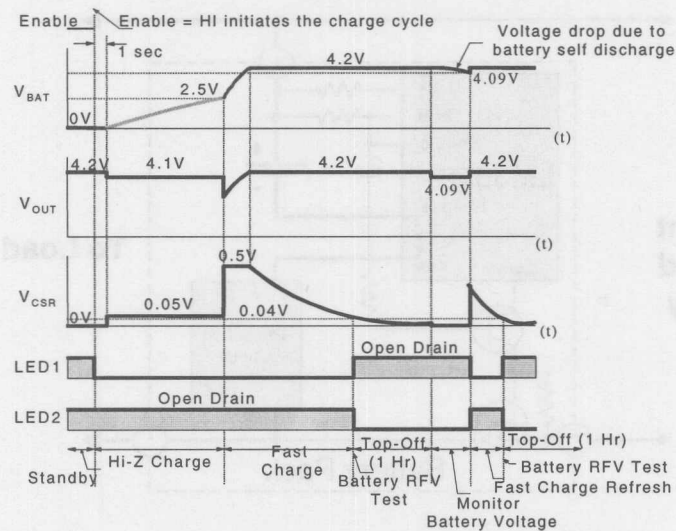 Enable
Enable = HI initiates the charge cycle
1 sec
Voltage drop due to
battery self discharge
4.2V
4.09V
2.5V
VBAT
0V
(t)
4.2V
4.1V
4.2V
4.2V
4.09V
VOUT
(t)
0.5V
VCSR
0.05V
0.04V
0V
(t)
Open Drain
LED1
Open Drain
LED2
Standby
Hi-Z Charge
Fast
Charge
Top-Off
(1 Hr)
Battery RFV
Test
Monitor
Battery Voltage
Top-Off (1 Hr)
Battery RFV Test
Fast Charge Refresh